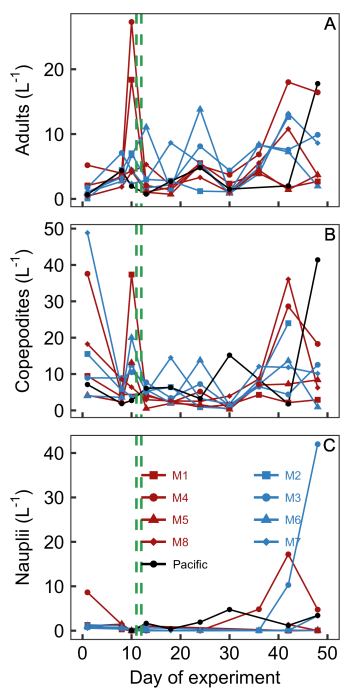 A
20
10
0
Adults (L⁻¹)
B
50
40
30
20
10
0
Copepodites (L⁻¹)
C
40
30
20
10
0
Nauplii (L⁻¹)
M1 M2
M4 M3
M5 M6
M8 M7
Pacific
0 10 20 30 40 50
Day of experiment